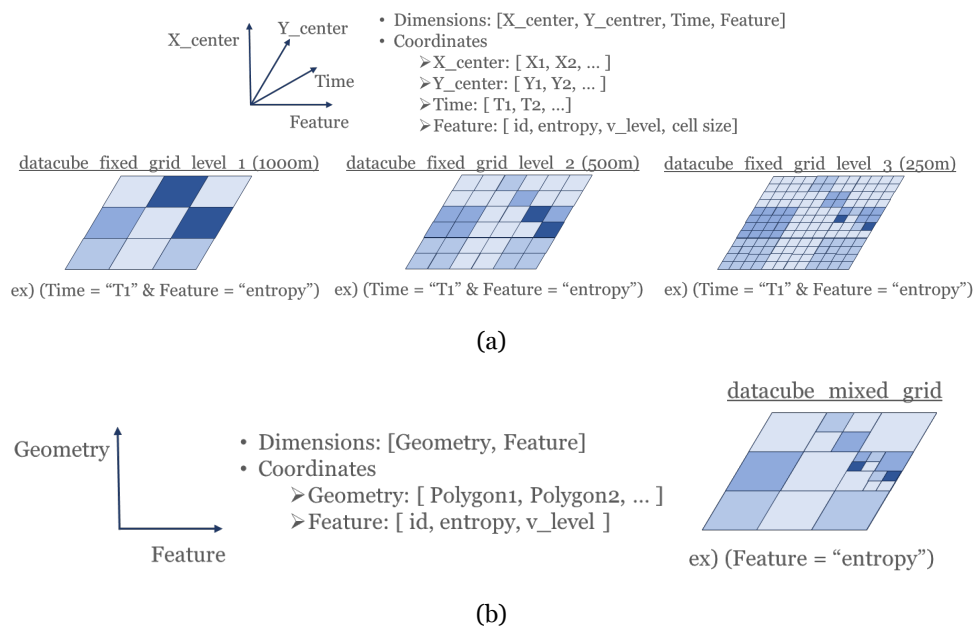 X_center
Y_center
Time
Feature
• Dimensions: [X_center, Y_centrer, Time, Feature]
• Coordinates
➢X_center: [ X1, X2, ... ]
➢Y_center: [ Y1, Y2, ... ]
➢Time: [ T1, T2, ...]
➢Feature: [ id, entropy, v_level, cell size]
datacube_fixed_grid_level_1 (1000m)
datacube_fixed_grid_level_2 (500m)
datacube_fixed_grid_level_3 (250m)
ex) (Time = “T1” & Feature = “entropy”)
ex) (Time = “T1” & Feature = “entropy”)
ex) (Time = “T1” & Feature = “entropy”)
(a)
Geometry
Feature
• Dimensions: [Geometry, Feature]
• Coordinates
➢Geometry: [ Polygon1, Polygon2, ... ]
➢Feature: [ id, entropy, v_level ]
datacube_mixed_grid
ex) (Feature = “entropy”)
(b)